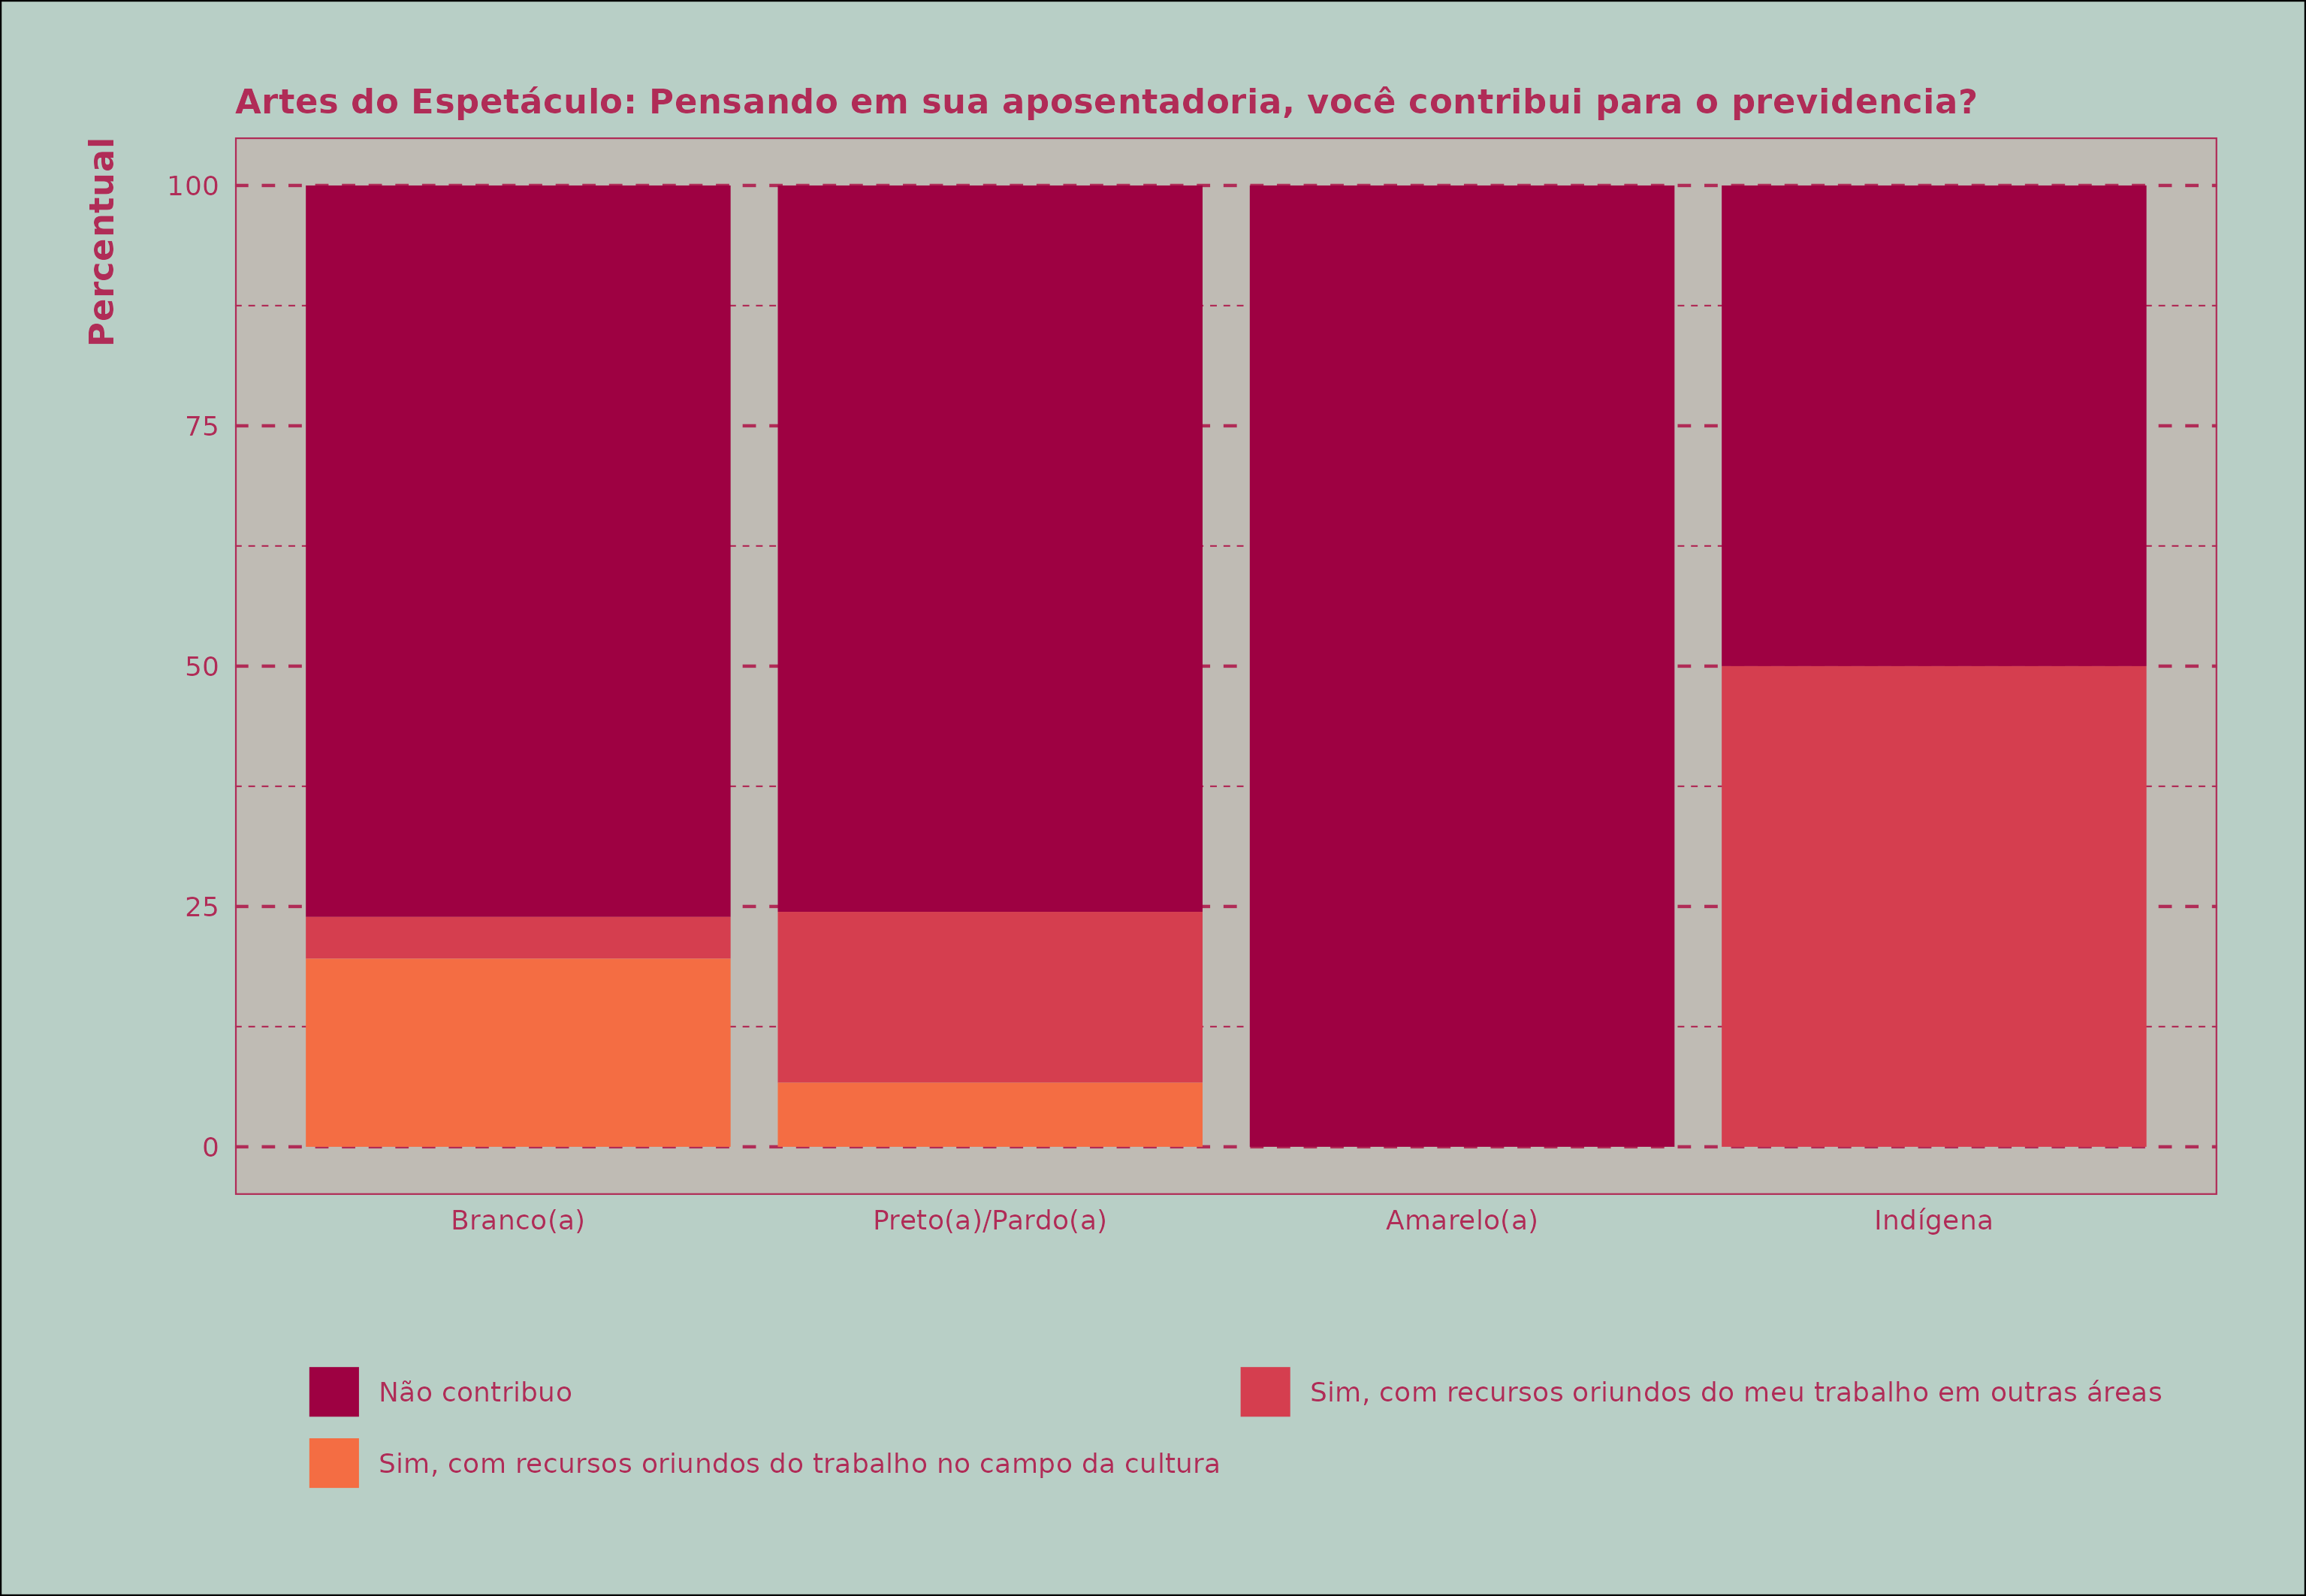 Artes do Espetáculo: Pensando em sua aposentadoria, você contribui para o previdencia?
Percentual
100
75
50
25
0
Branco(a)
Preto(a)/Pardo(a)
Amarelo(a)
Indígena
Não contribuo
Sim, com recursos oriundos do meu trabalho em outras áreas
Sim, com recursos oriundos do trabalho no campo da cultura